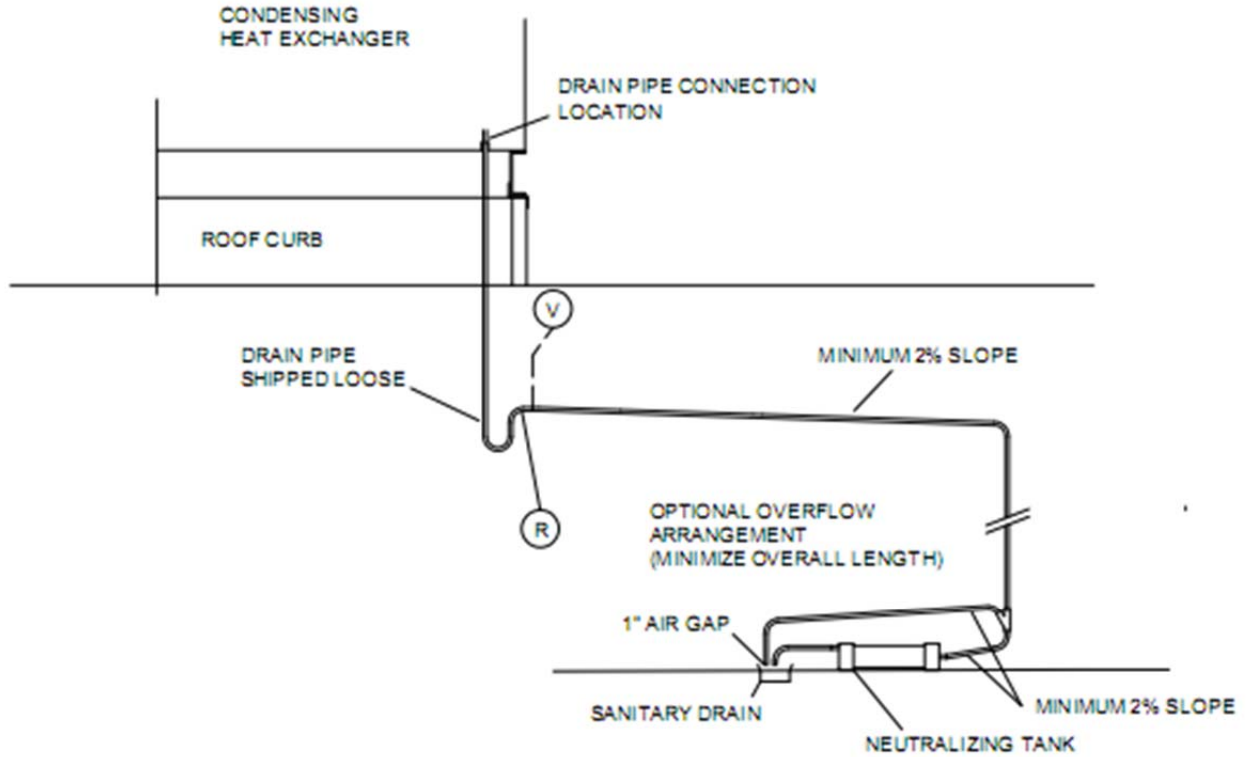 CONDENSING
HEAT EXCHANGER
DRAIN PIPE CONNECTION
LOCATION
ROOF CURB
V
DRAIN PIPE
SHIPPED LOOSE
MINIMUM 2% SLOPE
R
OPTIONAL OVERFLOW
ARRANGEMENT
(MINIMIZE OVERALL LENGTH)
1" AIR GAP
SANITARY DRAIN
MINIMUM 2% SLOPE
NEUTRALIZING TANK